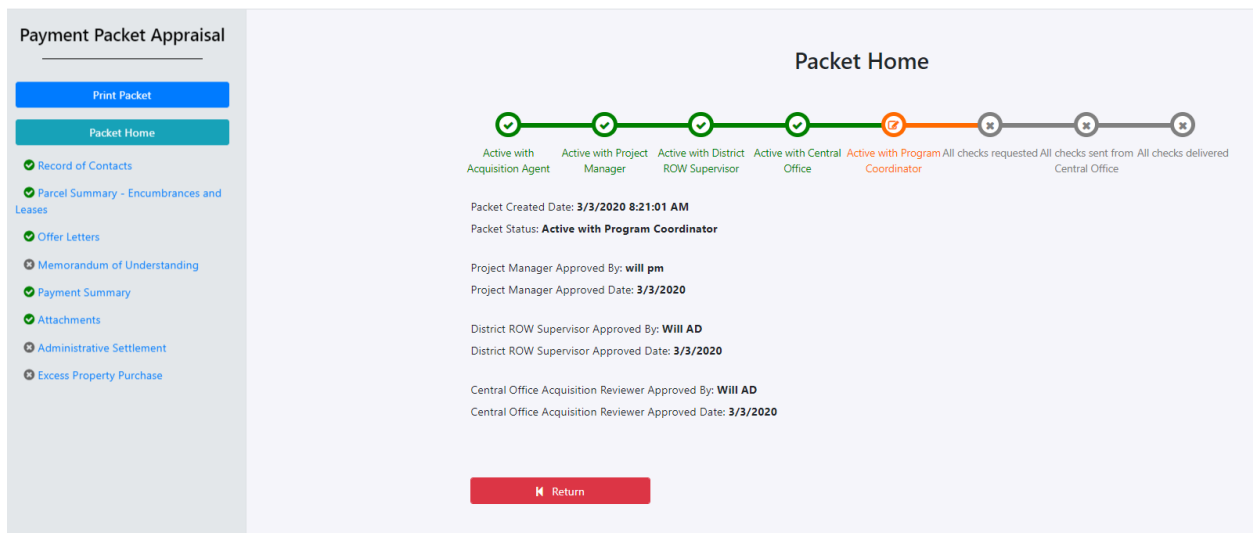 Payment Packet Appraisal
Print Packet
Packet Home
Record of Contacts
Parcel Summary - Encumbrances and
Leases
Offer Letters
Memorandum of Understanding
Payment Summary
Attachments
Administrative Settlement
Excess Property Purchase
Packet Home
Active with
Acquisition Agent
Active with Project
Manager
Active with District
ROW Supervisor
Active with Central
Office
Active with Program
Coordinator
All checks requested
All checks sent from
Central Office
All checks delivered
Packet Created Date: 3/3/2020 8:21:01 AM
Packet Status: Active with Program Coordinator
Project Manager Approved By: will pm
Project Manager Approved Date: 3/3/2020
District ROW Supervisor Approved By: Will AD
District ROW Supervisor Approved Date: 3/3/2020
Central Office Acquisition Reviewer Approved By: Will AD
Central Office Acquisition Reviewer Approved Date: 3/3/2020
Return